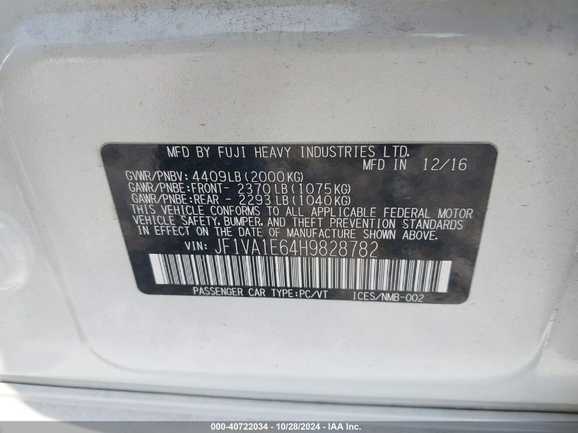 MFD BY FUJI HEAVY INDUSTRIES LTD.
MFD IN 12/16
GVWR/PNBV: 4409LB(2000KG)
GAWR/PNBE:FRONT- 2370LB(1075KG)
GAWR/PNBE:REAR - 2293LB(1040KG)
THIS VEHICLE CONFORMS TO ALL APPLICABLE FEDERAL MOTOR
VEHICLE SAFETY, BUMPER, AND THEFT PREVENTION STANDARDS
IN EFFECT ON THE DATE OF MANUFACTURE SHOWN ABOVE.
VIN: JF1VA1E64H9828782
PASSENGER CAR TYPE:PC/VT ICES/NMB-002
000-40722034 | 10/28/2024 - IAA Inc.